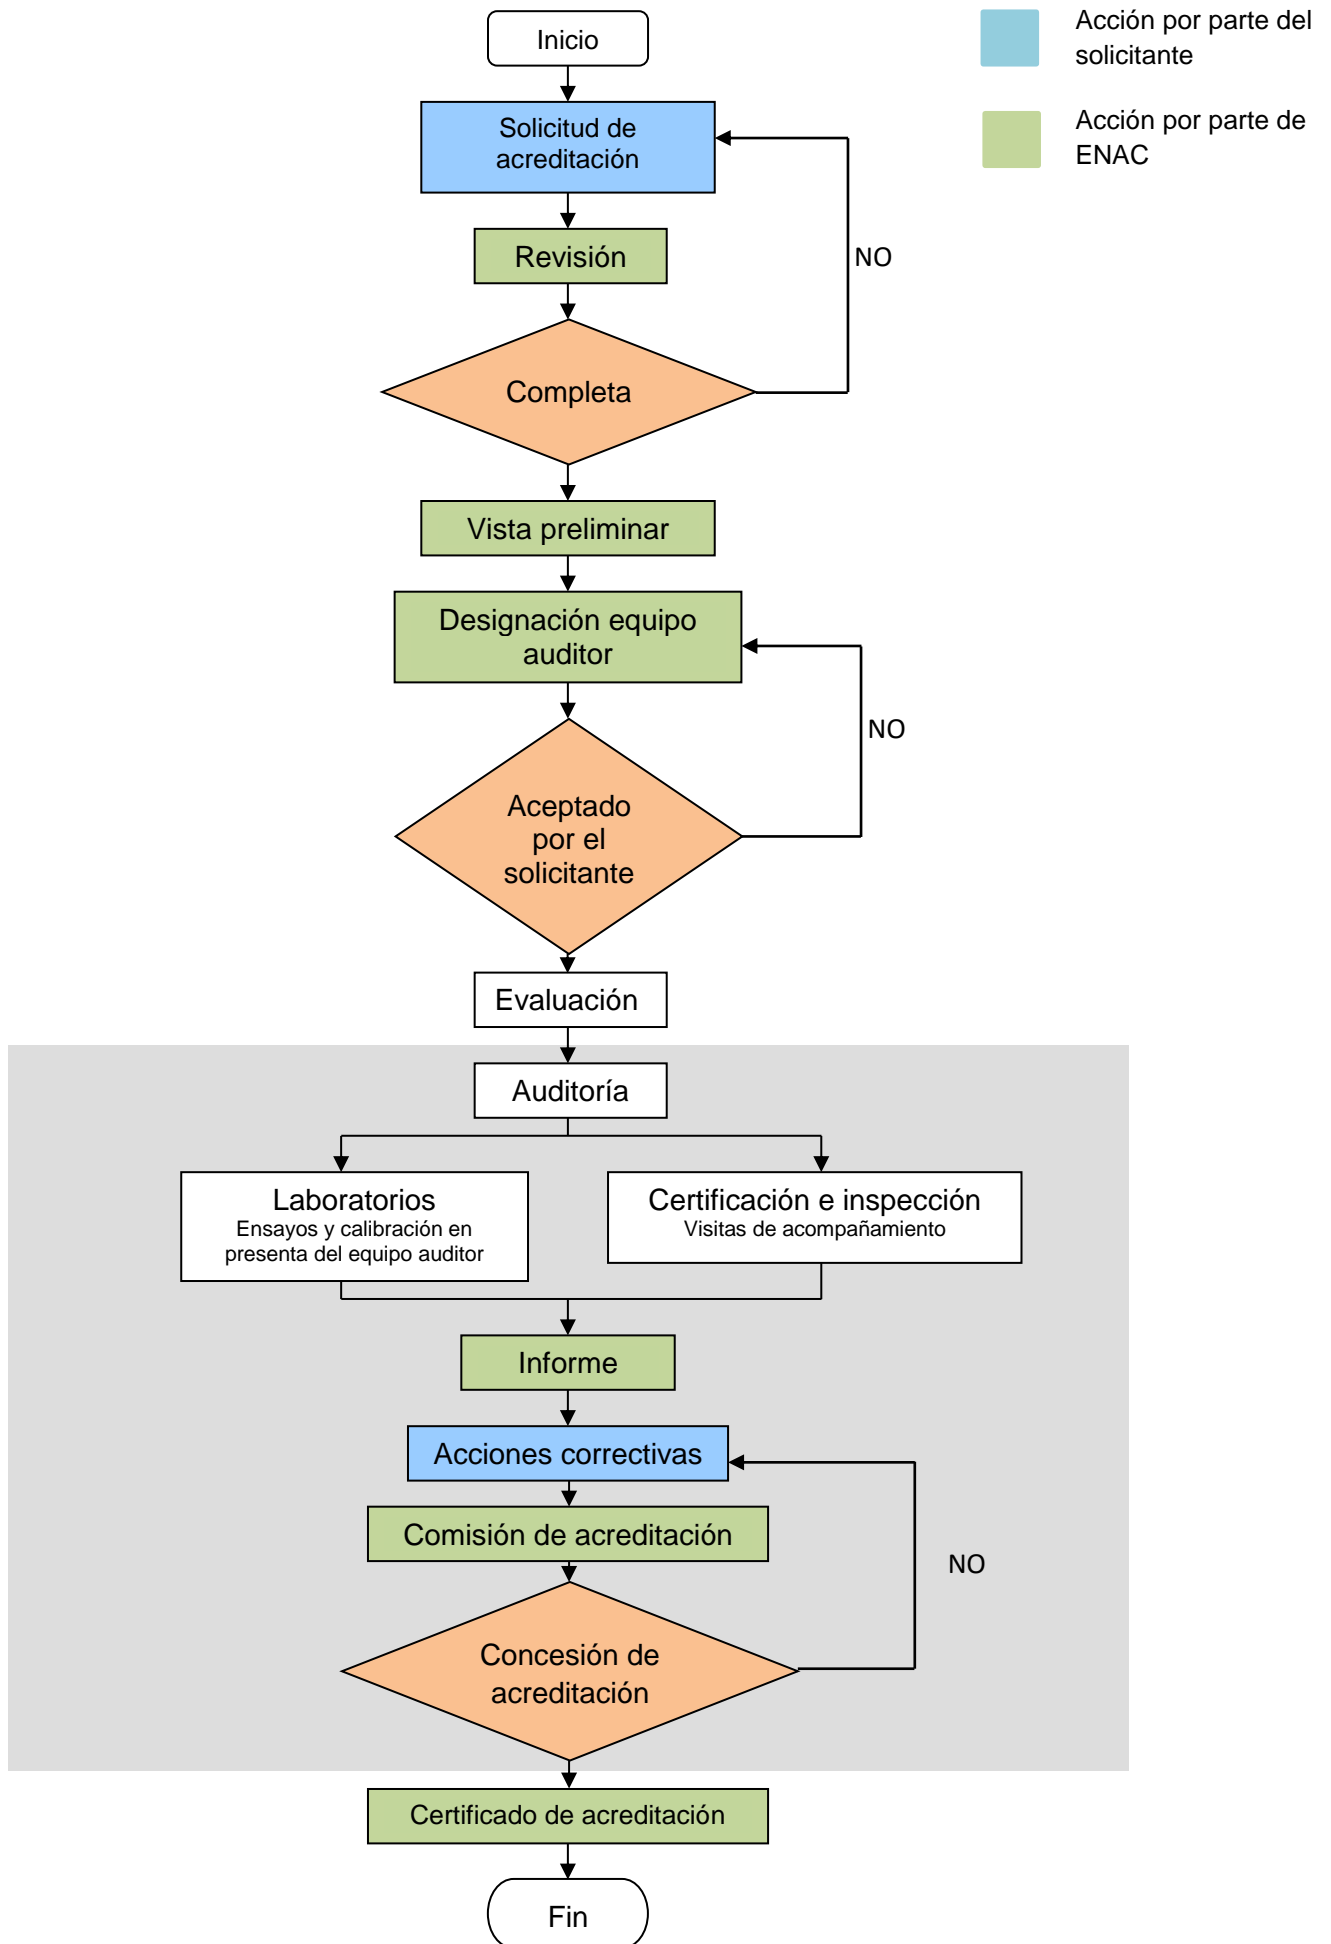 Inicio
Acción por parte del
solicitante
Acción por parte de
ENAC
Solicitud de
acreditación
Revisión
NO
Completa
Vista preliminar
Designación equipo
auditor
NO
Aceptado
por el
solicitante
Evaluación
Auditoría
Laboratorios
Ensayos y calibración en
presenta del equipo auditor
Certificación e inspección
Visitas de acompañamiento
Informe
Acciones correctivas
Comisión de acreditación
NO
Concesión de
acreditación
Certificado de acreditación
Fin